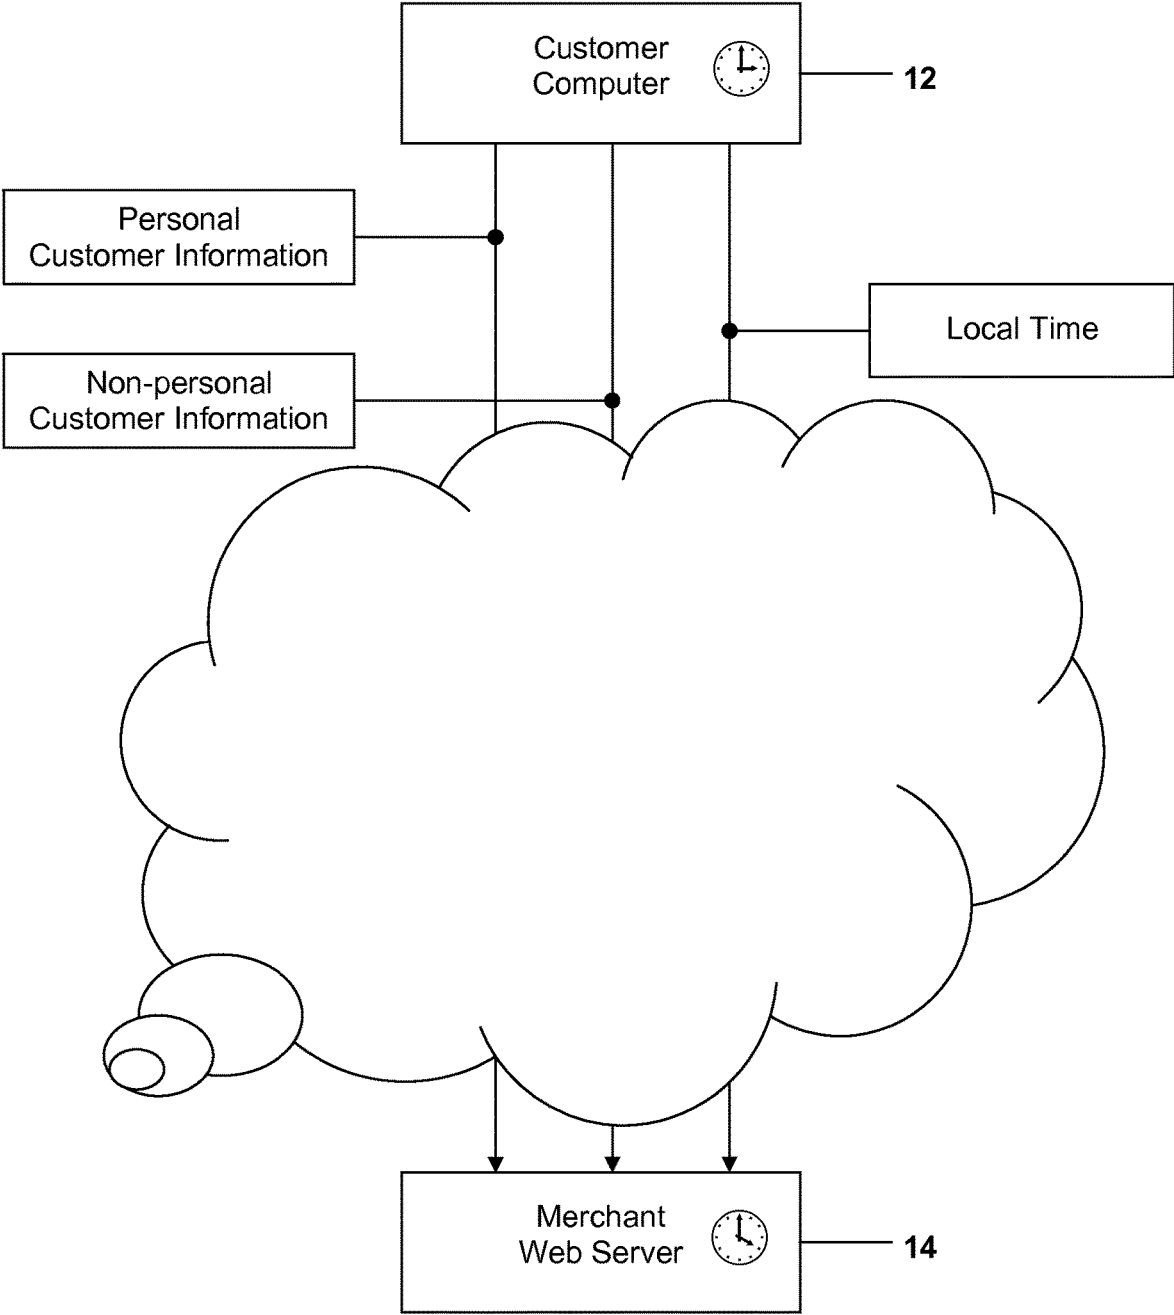 Customer
Computer
12
Personal
Customer Information
Local Time
Non-personal
Customer Information
Merchant
Web Server
14